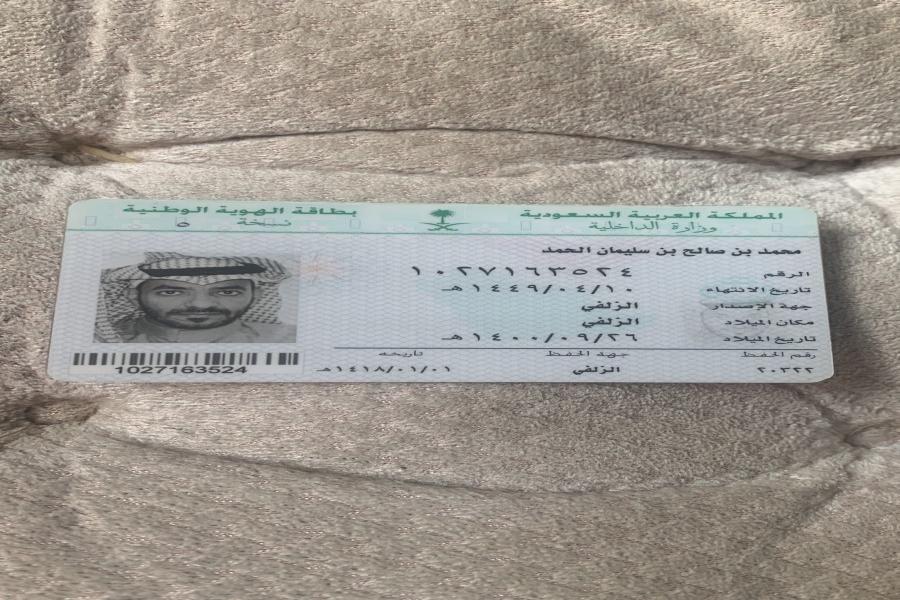 المملكة العربية السعودية
وزارة الداخلية
بطاقة الهوية الوطنية
نسخة ٥
محمد بن صالح بن سليمان الحمد
الرقم ١٠٢٧١٦٣٥٢٤
تاريخ الانتهاء ١٤٤٩/٠٤/١٠هـ
جهة الإصدار الزلفي
مكان الميلاد الزلفي
تاريخ الميلاد ١٤٠٠/٠٩/٢٦هـ
رقم الحفظ جهة الحفظ تاريخه
٢٠٣٢٢ الزلفي ١٤١٨/٠١/٠١هـ
1027163524